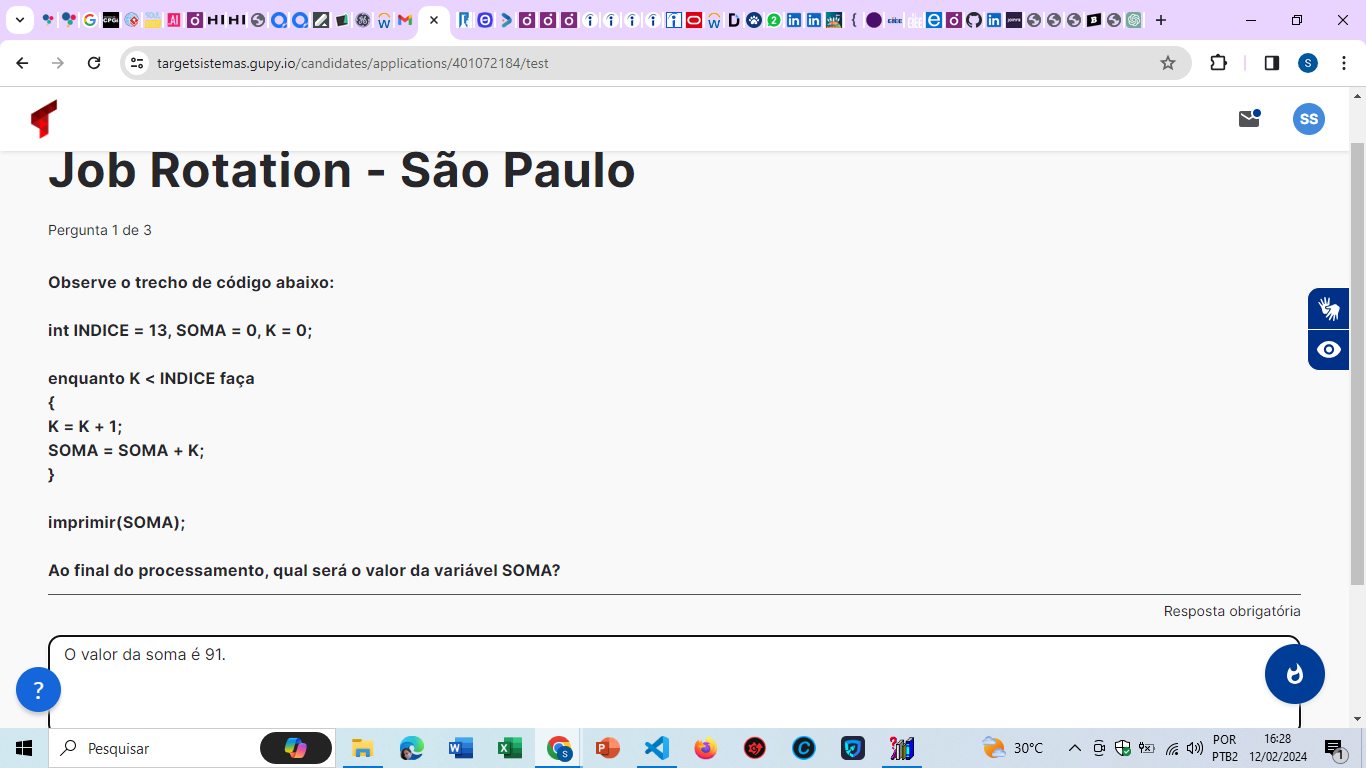 targetsistemas.gupy.io/candidates/applications/401072184/test
S
SS
Job Rotation - São Paulo
Pergunta 1 de 3
Observe o trecho de código abaixo:
int INDICE = 13, SOMA = 0, K = 0;
enquanto K < INDICE faça
{
K = K + 1;
SOMA = SOMA + K;
}
imprimir(SOMA);
Ao final do processamento, qual será o valor da variável SOMA?
Resposta obrigatória
O valor da soma é 91.
?
Pesquisar
30°C
POR
PTB2
16:28
12/02/2024
1